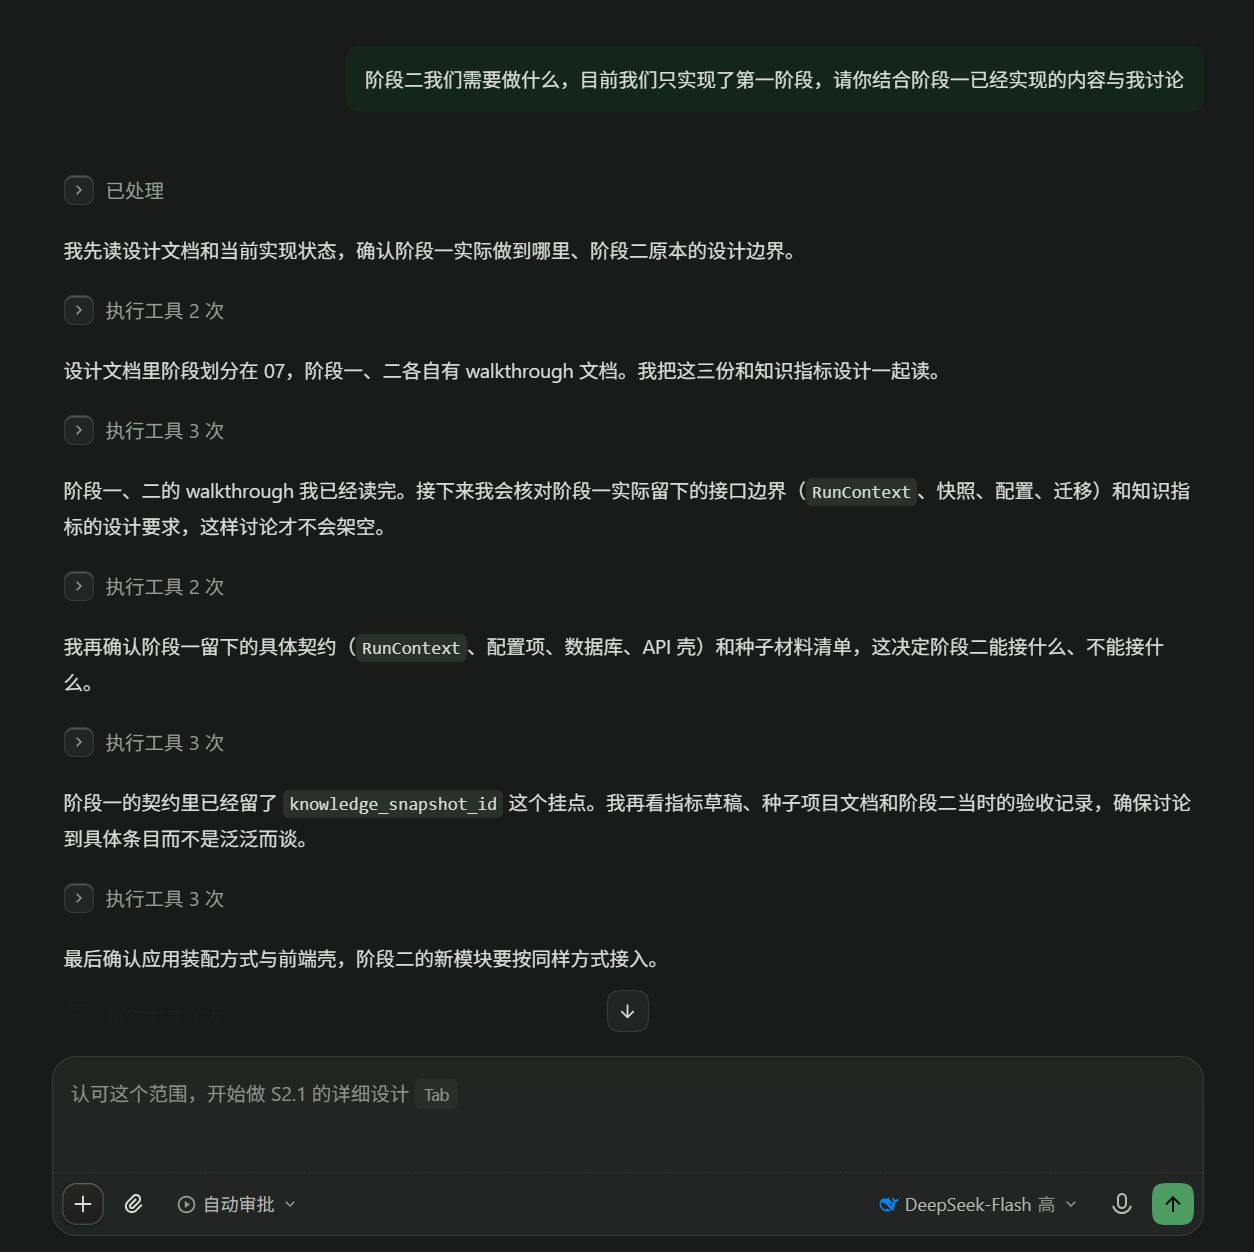 阶段二我们需要做什么，目前我们只实现了第一阶段，请你结合阶段一已经实现的内容与我讨论
已处理
我先读设计文档和当前实现状态，确认阶段一实际做到哪里、阶段二原本的设计边界。
执行工具 2 次
设计文档里阶段划分在 07，阶段一、二各自有 walkthrough 文档。我把这三份和知识指标设计一起读。
执行工具 3 次
阶段一、二的 walkthrough 我已经读完。接下来我会核对阶段一实际留下的接口边界（RunContext、快照、配置、迁移）和知识指
标的设计要求，这样讨论才不会架空。
执行工具 2 次
我再确认阶段一留下的具体契约（RunContext、配置项、数据库、API 壳）和种子材料清单，这决定阶段二能接什么、不能接什
么。
执行工具 3 次
阶段一的契约里已经留了 knowledge_snapshot_id 这个挂点。我再看指标草稿、种子项目文档和阶段二当时的验收记录，确保讨论
到具体条目而不是泛泛而谈。
执行工具 3 次
最后确认应用装配方式与前端壳，阶段二的新模块要按同样方式接入。
认可这个范围，开始做 S2.1 的详细设计 Tab
自动审批 DeepSeek-Flash 高